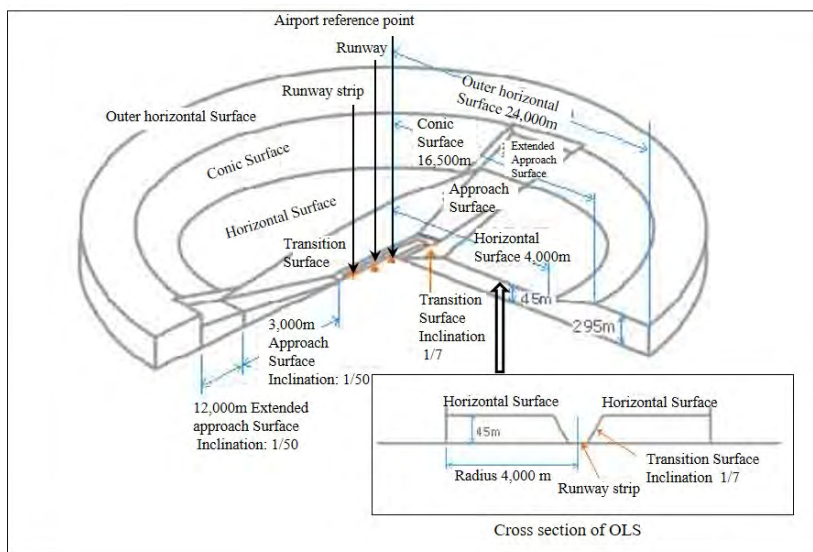 Airport reference point
Runway
Runway strip
Outer horizontal
Surface 24,000m
Outer horizontal Surface
Conic
Surface
16,500m
Extended
Approach
Surface
Conic Surface
Approach
Surface
Horizontal Surface
Horizontal
Surface 4,000m
Transition
Surface
45m
Transition
Surface
Inclination
1/7
295m
3,000m
Approach
Surface
Inclination: 1/50
12,000m Extended
approach Surface
Inclination: 1/50
Horizontal Surface
Horizontal Surface
45m
Radius 4,000 m
Transition Surface
Inclination 1/7
Runway strip
Cross section of OLS